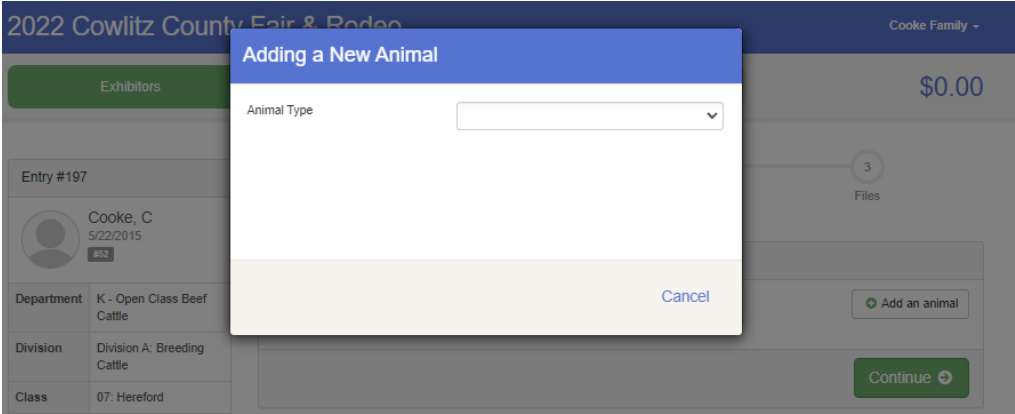 2022 Cowlitz County Fair & Rodeo
Cooke Family
Adding a New Animal
Exhibitors
$0.00
Animal Type
Entry #197
3
Files
Cooke, C
5/22/2015
#52
Cancel
Department K - Open Class Beef
Cattle
Add an animal
Division Division A: Breeding
Cattle
Continue
Class 07: Hereford